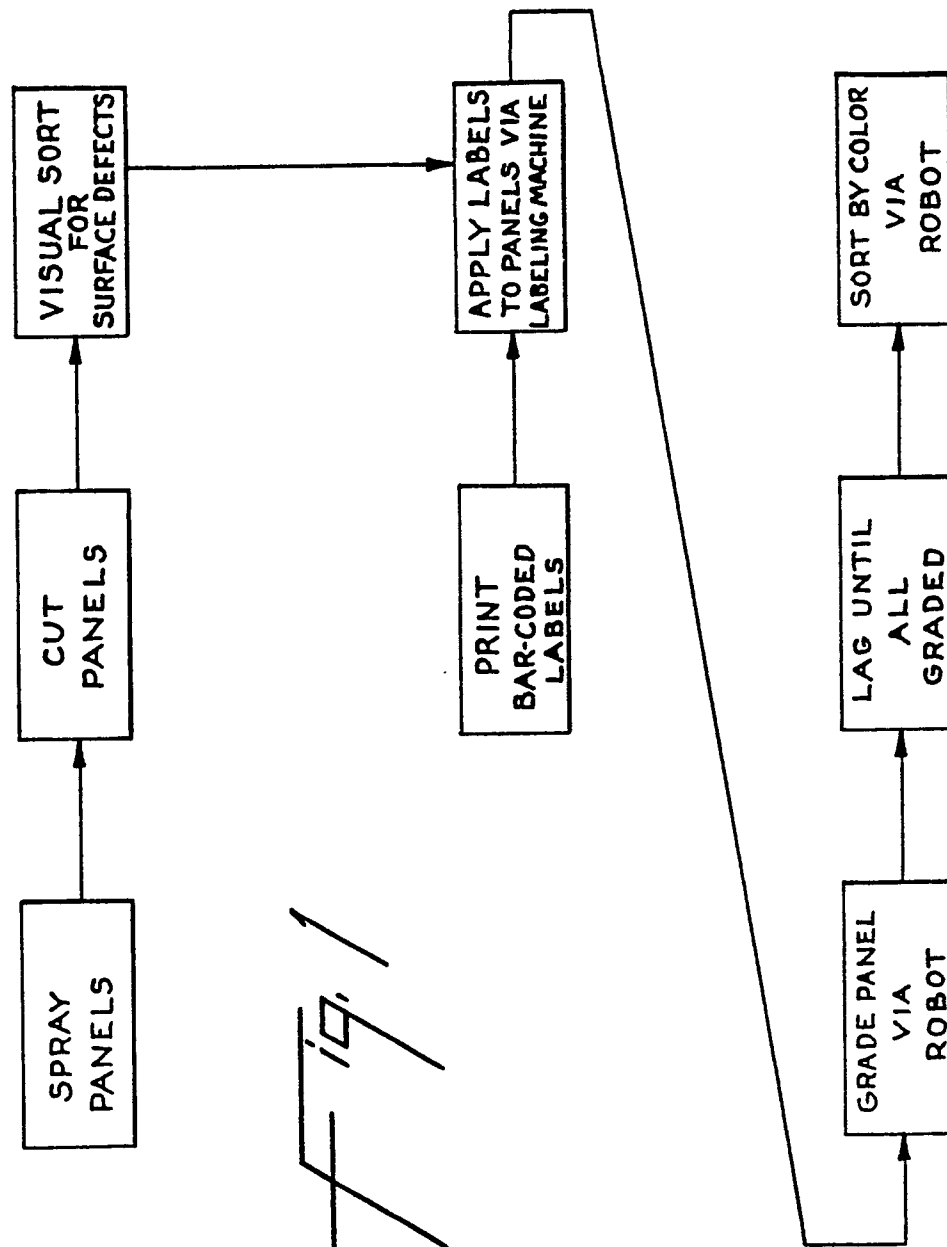 SPRAY
PANELS
CUT
PANELS
VISUAL SORT
FOR
SURFACE DEFECTS
PRINT
BAR-CODED
LABELS
APPLY LABELS
TO PANELS VIA
LABELING MACHINE
GRADE PANEL
VIA
ROBOT
LAG UNTIL
ALL
GRADED
SORT BY COLOR
VIA
ROBOT
Fig. 1